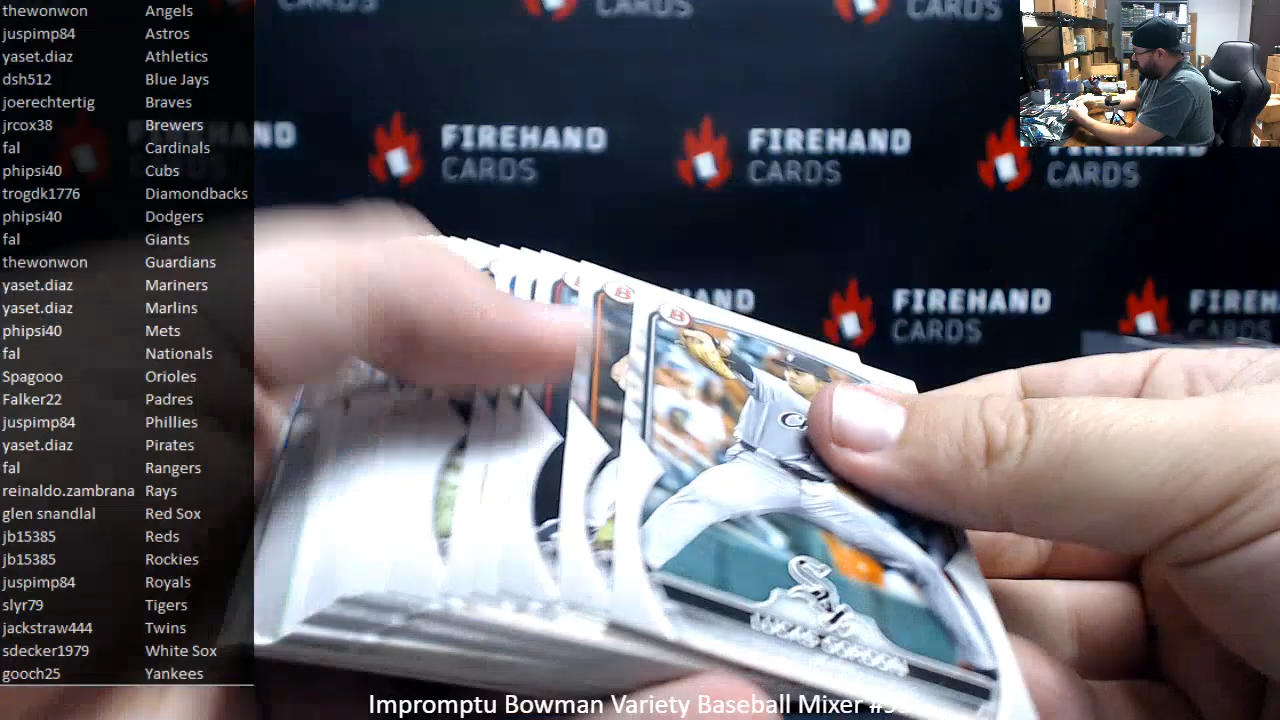 thewonwon Angels
juspimp84 Astros
yaset.diaz Athletics
dsh512 Blue Jays
joerechtertig Braves
jrcox38 Brewers
fal Cardinals
phipsi40 Cubs
trogdk1776 Diamondbacks
phipsi40 Dodgers
fal Giants
thewonwon Guardians
yaset.diaz Mariners
yaset.diaz Marlins
phipsi40 Mets
fal Nationals
Spagooo Orioles
Falker22 Padres
juspimp84 Phillies
yaset.diaz Pirates
fal Rangers
reinaldo.zambrana Rays
glen snandlal Red Sox
jb15385 Reds
jb15385 Rockies
juspimp84 Royals
slyr79 Tigers
jackstraw444 Twins
sdecker1979 White Sox
gooch25 Yankees
CARDS CARDS CARDS
FIREHAND FIREHAND
CARDS CARDS CARDS
FIREHAND
CARDS
B B
Sox
LUCAS
Impromptu Bowman Variety Baseball Mixer